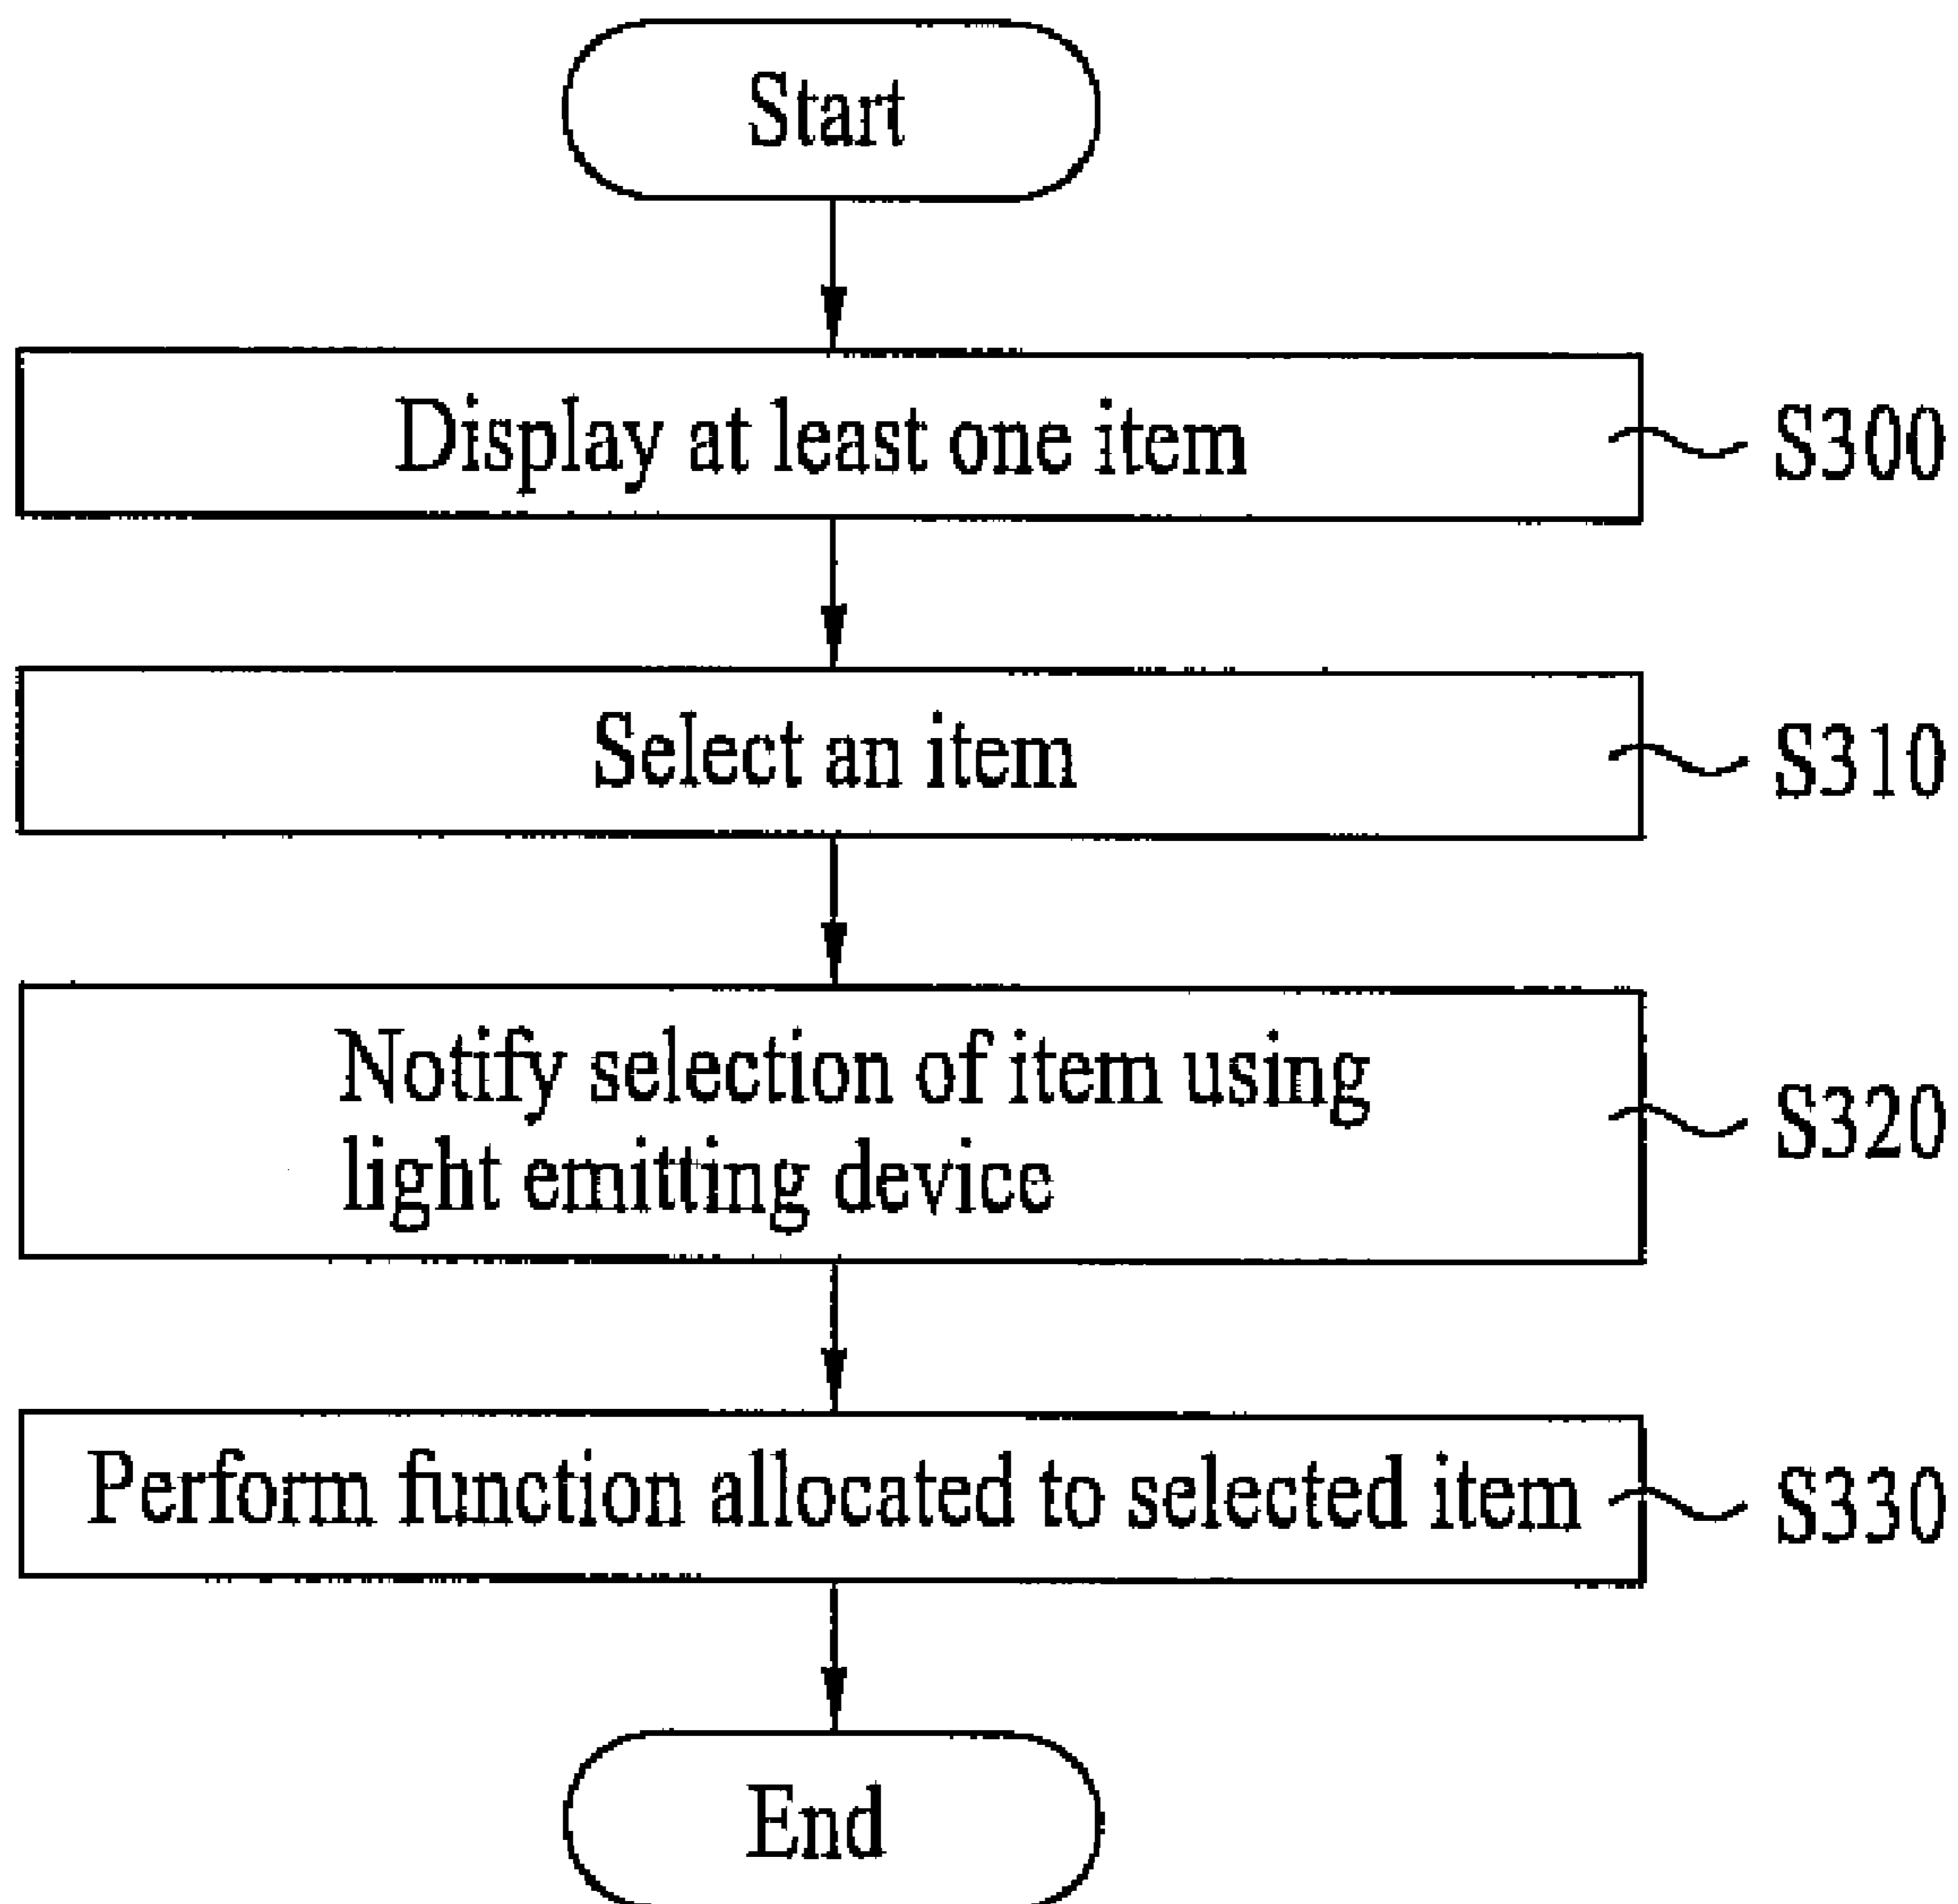 Start
Display at least one item
S300
Select an item
S310
Notify selection of item using
light emitting device
S320
Perform function allocated to selected item
S330
End